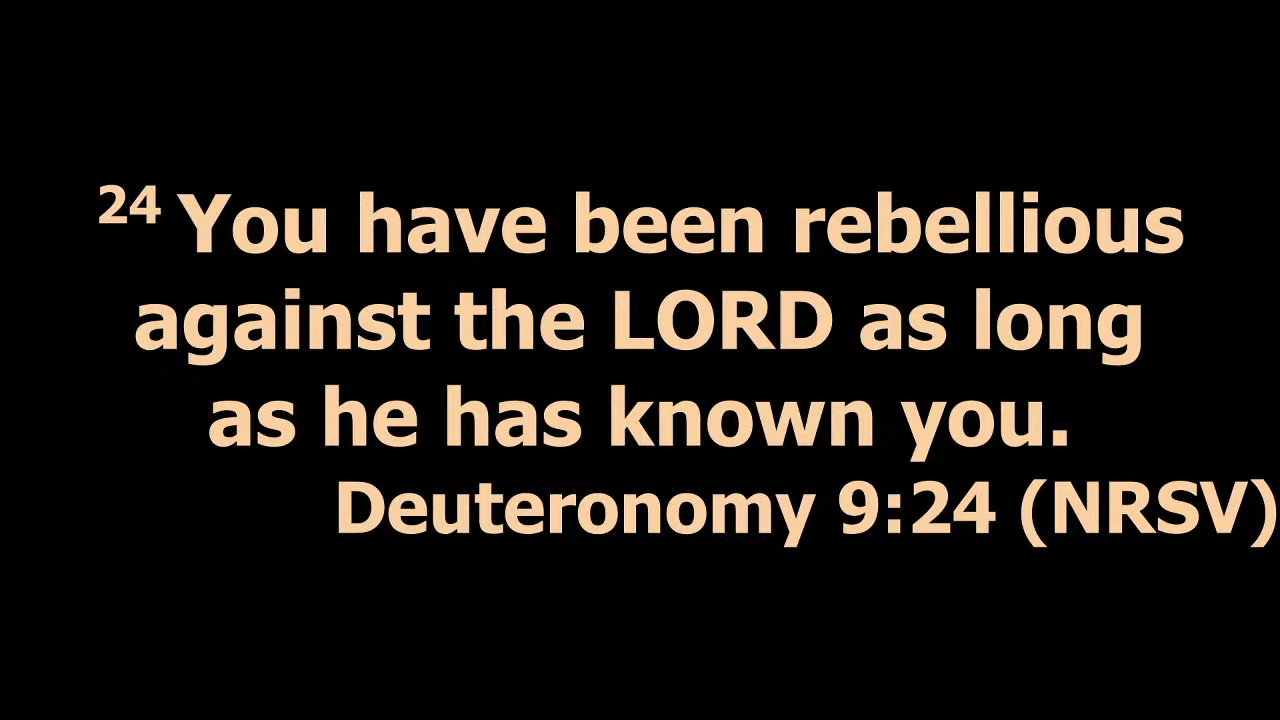 24 You have been rebellious
against the LORD as long
as he has known you.
Deuteronomy 9:24 (NRSV)